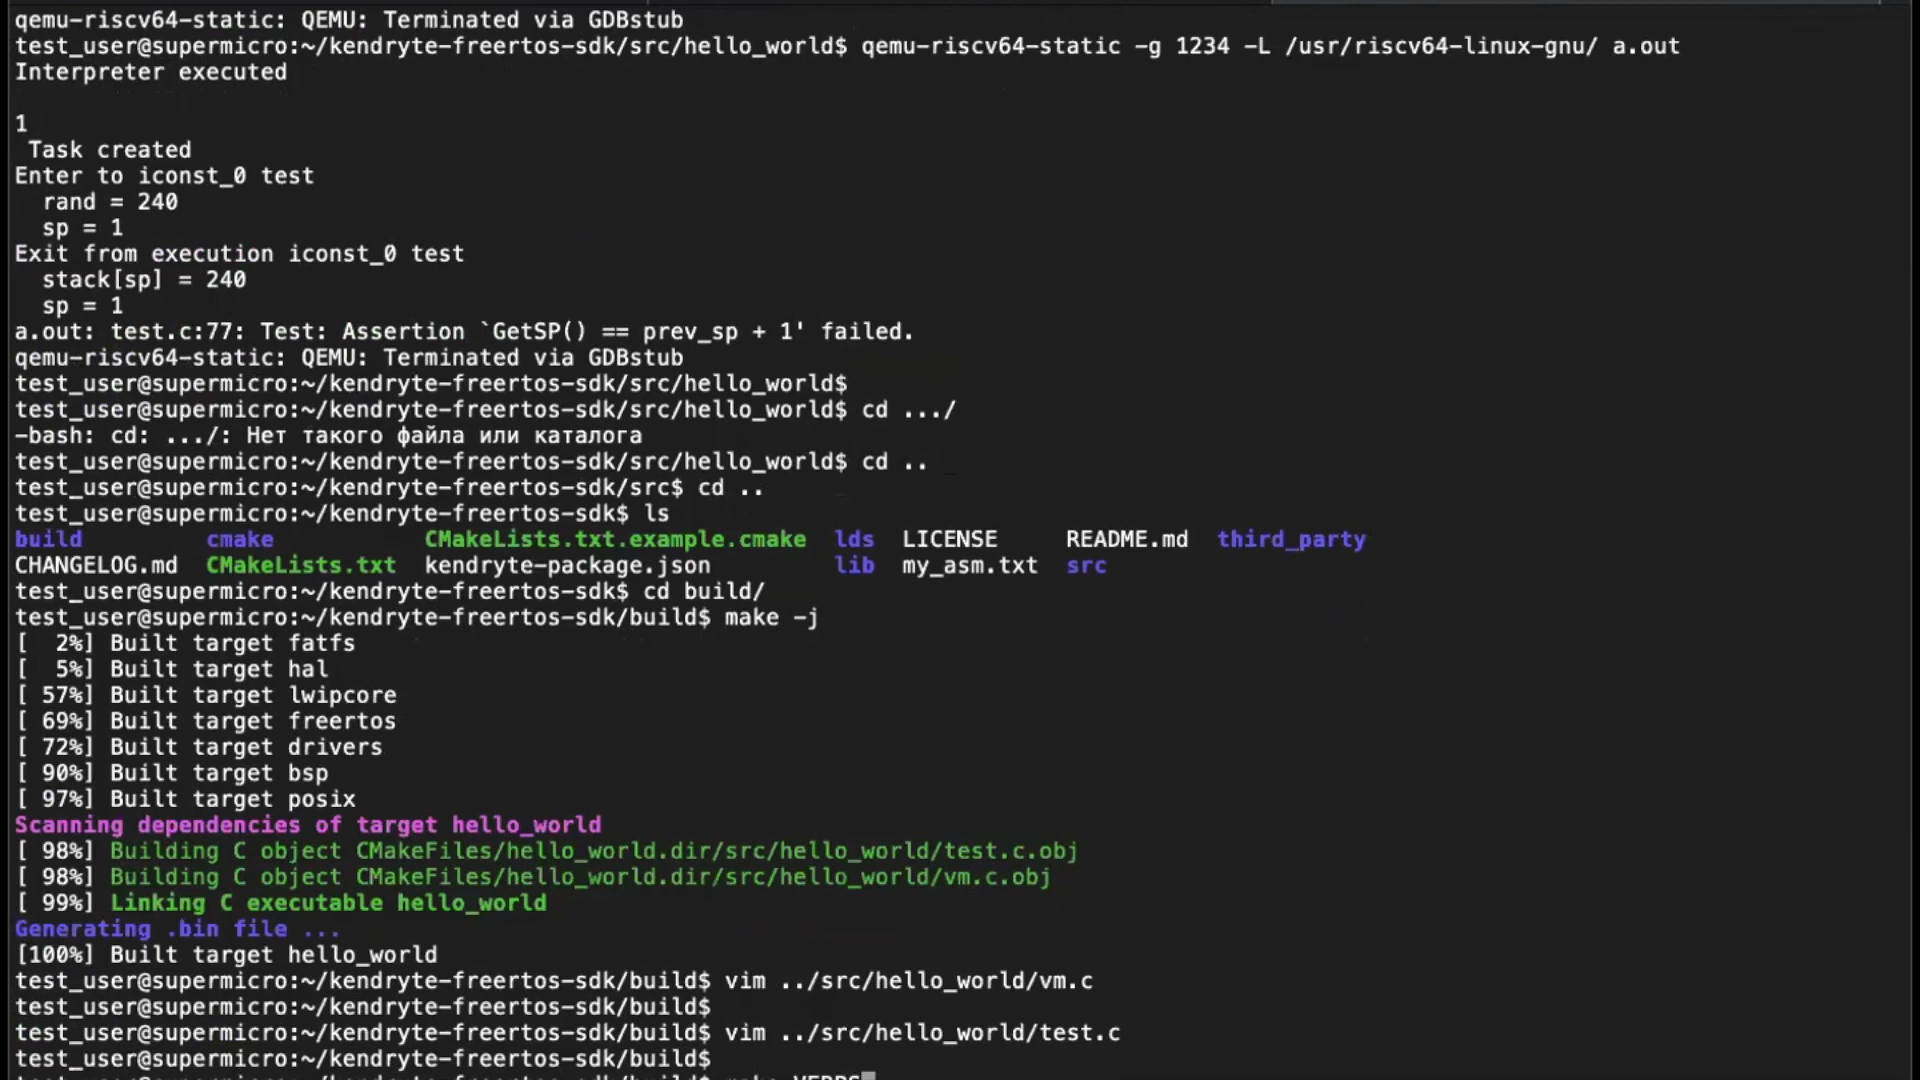 qemu-riscv64-static: QEMU: Terminated via GDBstub
test_user@supermicro:~/kendryte-freertos-sdk/src/hello_world$ qemu-riscv64-static -g 1234 -L /usr/riscv64-linux-gnu/ a.out
Interpreter executed
1
 Task created
Enter to iconst_0 test
  rand = 240
  sp = 1
Exit from execution iconst_0 test
  stack[sp] = 240
  sp = 1
a.out: test.c:77: Test: Assertion `GetSP() == prev_sp + 1' failed.
qemu-riscv64-static: QEMU: Terminated via GDBstub
test_user@supermicro:~/kendryte-freertos-sdk/src/hello_world$
test_user@supermicro:~/kendryte-freertos-sdk/src/hello_world$ cd .../
-bash: cd: .../: Нет такого файла или каталога
test_user@supermicro:~/kendryte-freertos-sdk/src/hello_world$ cd ..
test_user@supermicro:~/kendryte-freertos-sdk/src$ cd ..
test_user@supermicro:~/kendryte-freertos-sdk$ ls
build         cmake           CMakeLists.txt.example.cmake  lds  LICENSE     README.md  third_party
CHANGELOG.md  CMakeLists.txt  kendryte-package.json         lib  my_asm.txt  src
test_user@supermicro:~/kendryte-freertos-sdk$ cd build/
test_user@supermicro:~/kendryte-freertos-sdk/build$ make -j
[  2%] Built target fatfs
[  5%] Built target hal
[ 57%] Built target lwipcore
[ 69%] Built target freertos
[ 72%] Built target drivers
[ 90%] Built target bsp
[ 97%] Built target posix
Scanning dependencies of target hello_world
[ 98%] Building C object CMakeFiles/hello_world.dir/src/hello_world/test.c.obj
[ 98%] Building C object CMakeFiles/hello_world.dir/src/hello_world/vm.c.obj
[ 99%] Linking C executable hello_world
Generating .bin file ...
[100%] Built target hello_world
test_user@supermicro:~/kendryte-freertos-sdk/build$ vim ../src/hello_world/vm.c
test_user@supermicro:~/kendryte-freertos-sdk/build$
test_user@supermicro:~/kendryte-freertos-sdk/build$ vim ../src/hello_world/test.c
test_user@supermicro:~/kendryte-freertos-sdk/build$
test_user@supermicro:~/kendryte-freertos-sdk/build$ make